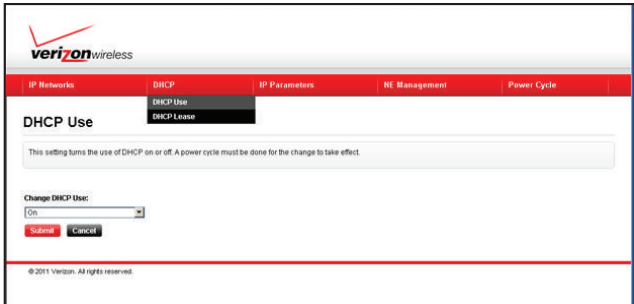 verizonwireless
IP Networks DHCP IP Parameters NE Management Power Cycle
DHCP Use
DHCP Lease
DHCP Use
This setting turns the use of DHCP on or off. A power cycle must be done for the change to take effect.
Change DHCP Use:
On
Submit Cancel
© 2011 Verizon. All rights reserved.